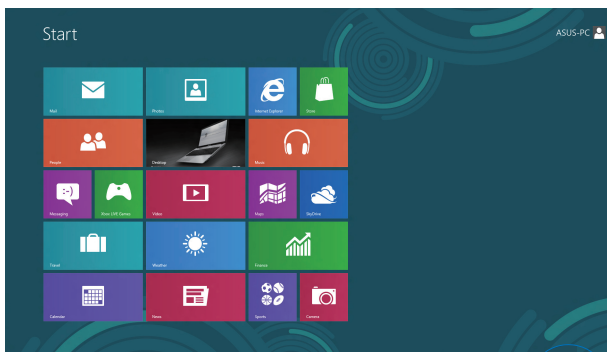 Start
ASUS-PC
Mail
Photos
Internet Explorer
Store
People
Desktop
Music
Messaging
Xbox LIVE Games
Video
Maps
SkyDrive
Travel
Weather
Finance
Calendar
News
Sports
Camera